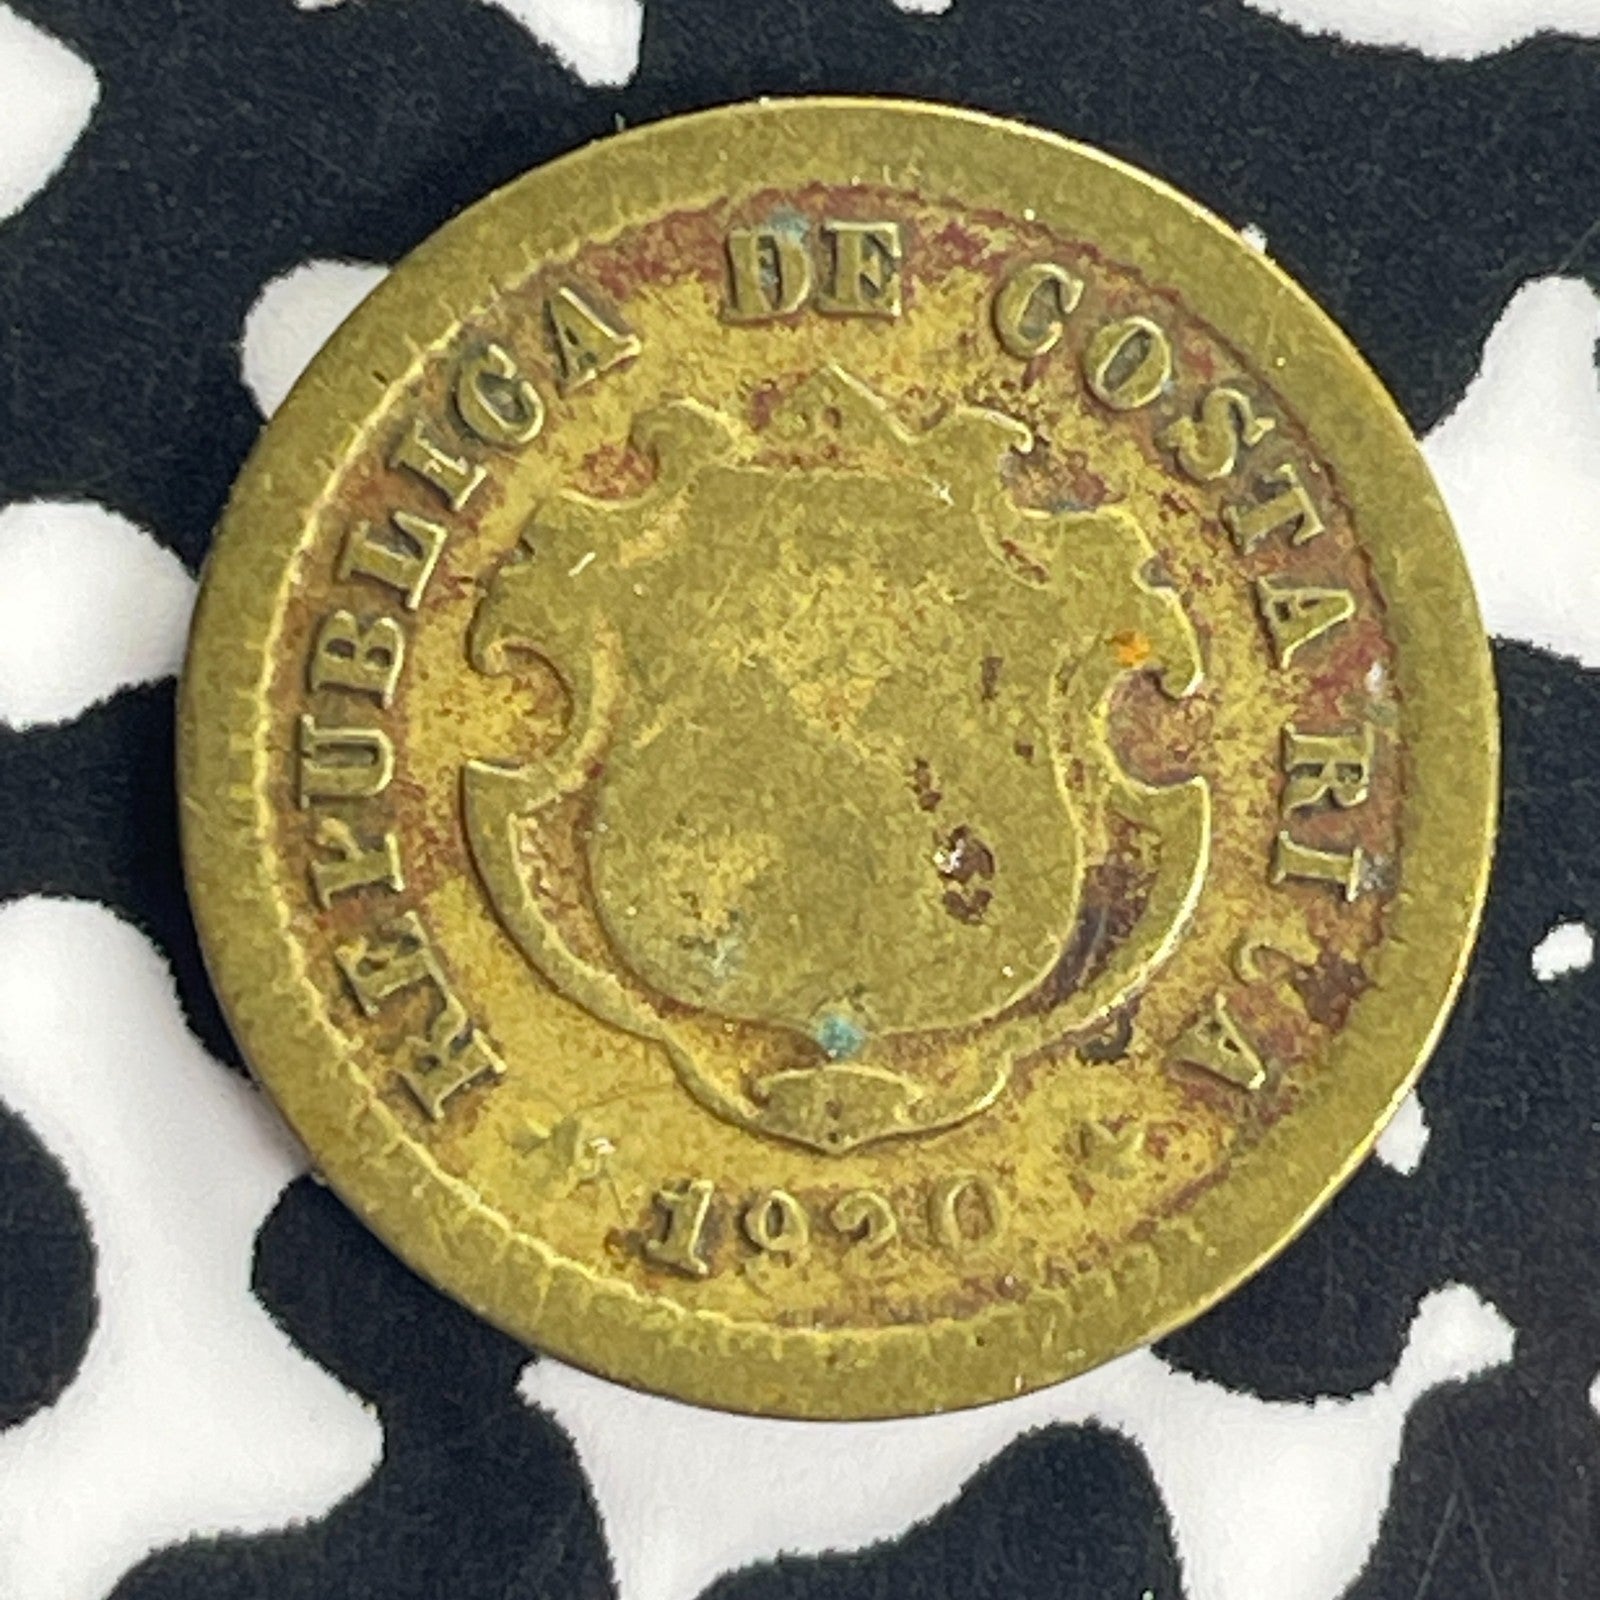 REPUBLICA DE COSTA RICA
1920